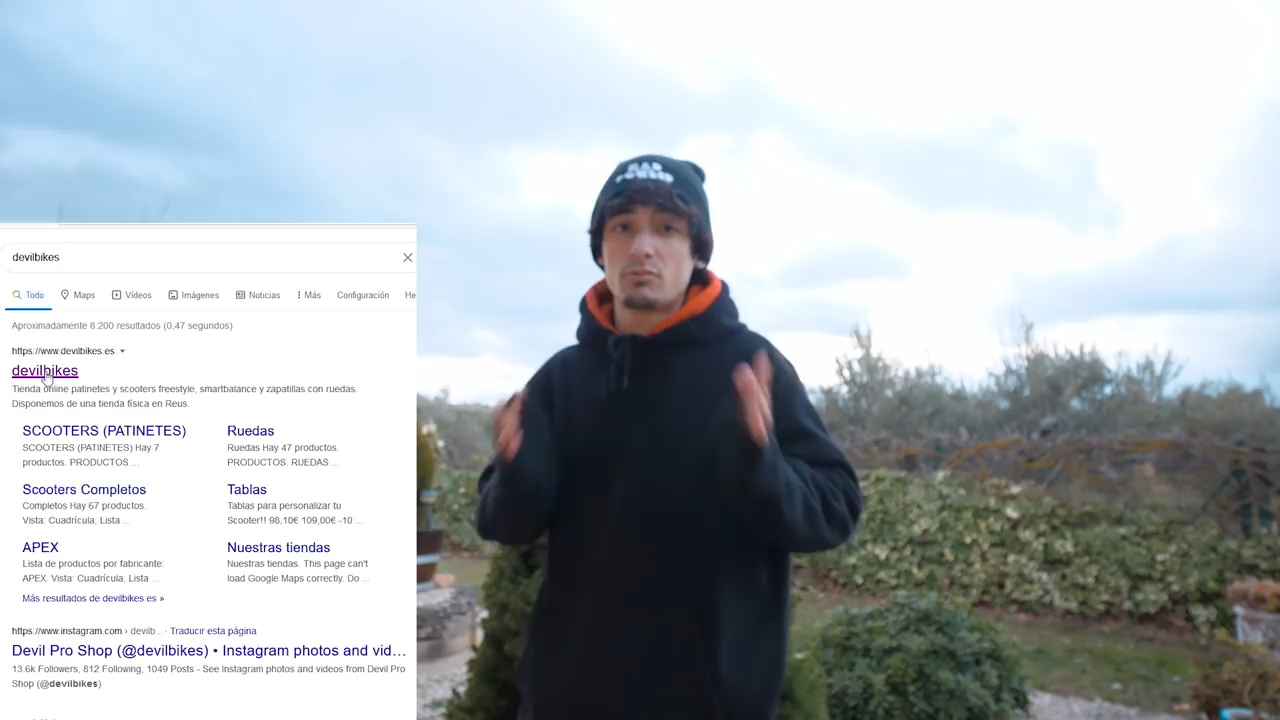 devilbikes
Todo Maps Vídeos Imágenes Noticias Más Configuración He
Aproximadamente 8.200 resultados (0,47 segundos)
https://www.devilbikes.es
devilbikes
Tienda online patinetes y scooters freestyle, smartbalance y zapatillas con ruedas.
Disponemos de una tienda física en Reus.
SCOOTERS (PATINETES)
SCOOTERS (PATINETES) Hay 7
productos. PRODUCTOS ...
Ruedas
Ruedas Hay 47 productos.
PRODUCTOS. RUEDAS ...
Scooters Completos
Completos Hay 67 productos.
Vista: Cuadrícula. Lista ...
Tablas
Tablas para personalizar tu
Scooter!! 98,10€ 109,00€ -10 ...
APEX
Lista de productos por fabricante:
APEX. Vista: Cuadrícula; Lista ...
Nuestras tiendas
Nuestras tiendas. This page can't
load Google Maps correctly. Do ...
Más resultados de devilbikes.es »
https://www.instagram.com › devilb... · Traducir esta página
Devil Pro Shop (@devilbikes) • Instagram photos and vid...
13.6k Followers, 812 Following, 1049 Posts - See Instagram photos and videos from Devil Pro
Shop (@devilbikes)